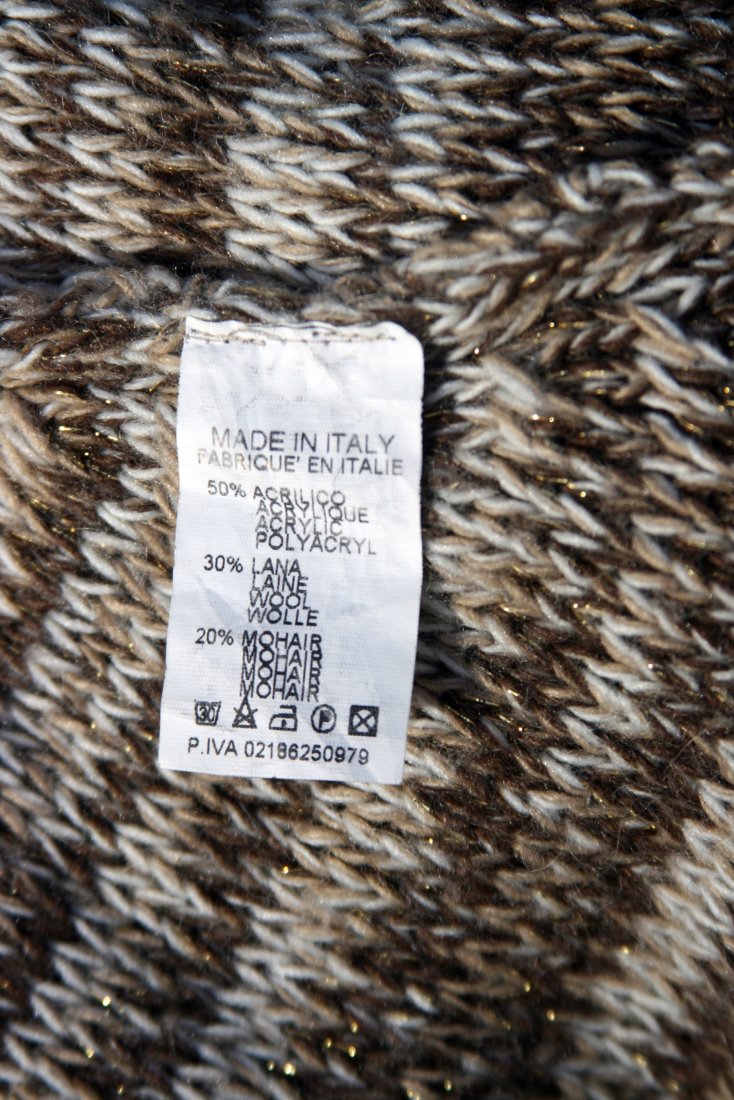 MADE IN ITALY
FABRIQUE' EN ITALIE
50% ACRILICO
ACRYLIQUE
ACRYLIC
POLYACRYL
30% LANA
LAINE
WOOL
WOLLE
20% MOHAIR
MOHAIR
MOHAIR
MOHAIR
30 P
P.IVA 02186250979